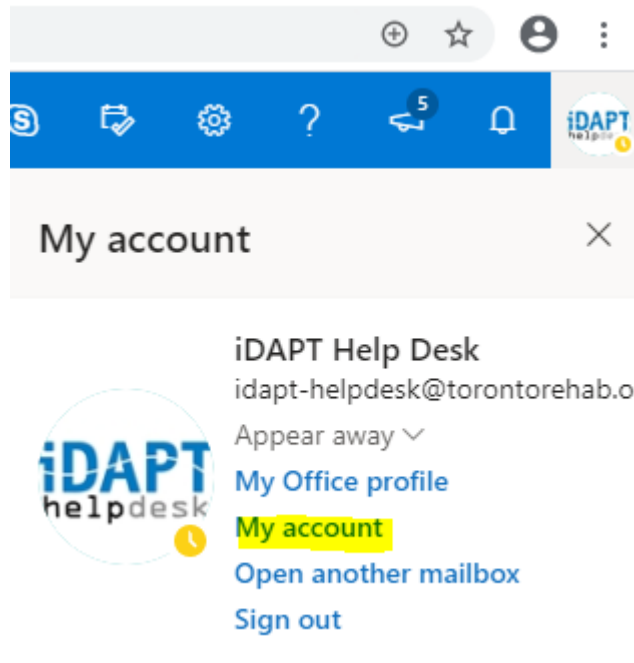 S
?
5
iDAPT
help
My account
iDAPT Help Desk
idapt-helpdesk@torontorehab.o
Appear away
iDAPT
helpdesk
My Office profile
My account
Open another mailbox
Sign out